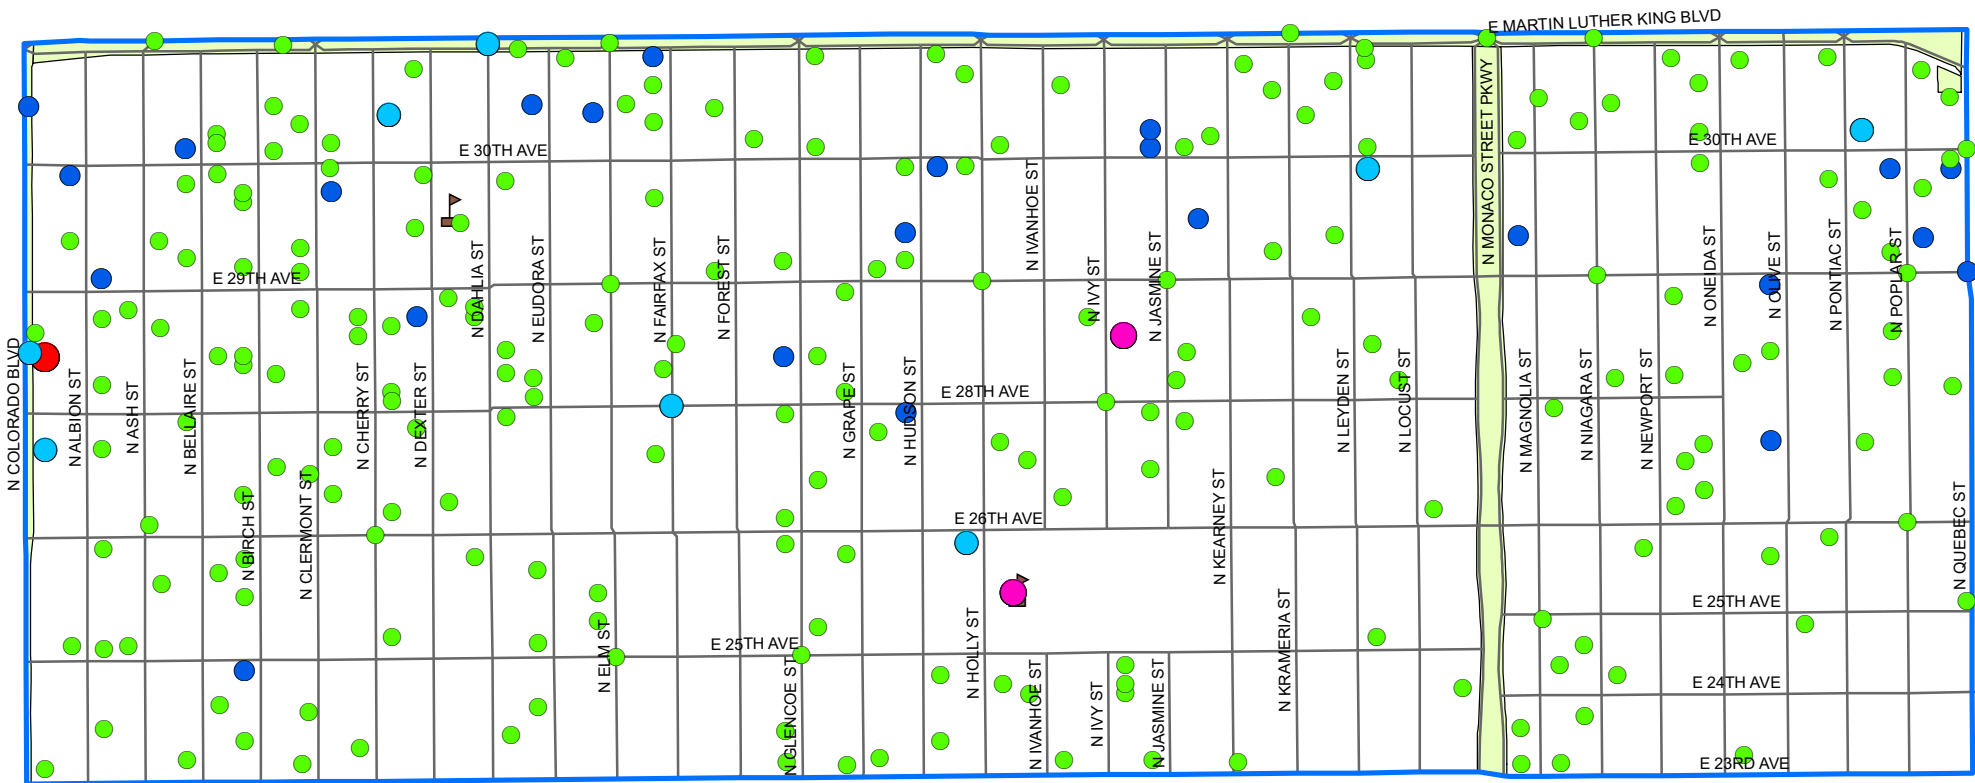 E MARTIN LUTHER KING BLVD
E 30TH AVE
E 30TH AVE
N MONACO STREET PKWY
N IVANHOE ST
E 29TH AVE
N DAHLIA ST
N EUDORA ST
N FAIRFAX ST
N FOREST ST
N IVY ST
N JASMINE ST
N ONEIDA ST
N OLIVE ST
N PONTIAC ST
N POPLAR ST
N COLORADO BLVD
N ALBION ST
N ASH ST
N BELLAIRE ST
N CHERRY ST
N DEXTER ST
N GRAPE ST
N HUDSON ST
E 28TH AVE
N LEYDEN ST
N LOCUST ST
N MAGNOLIA ST
N NIAGARA ST
N NEWPORT ST
N BIRCH ST
N CLERMONT ST
E 26TH AVE
N KEARNEY ST
N QUEBEC ST
E 25TH AVE
E 25TH AVE
N ELM ST
N GLENCOE ST
N HOLLY ST
N IVANHOE ST
N IVY ST
N JASMINE ST
N KRAMERIA ST
E 24TH AVE
E 23RD AVE